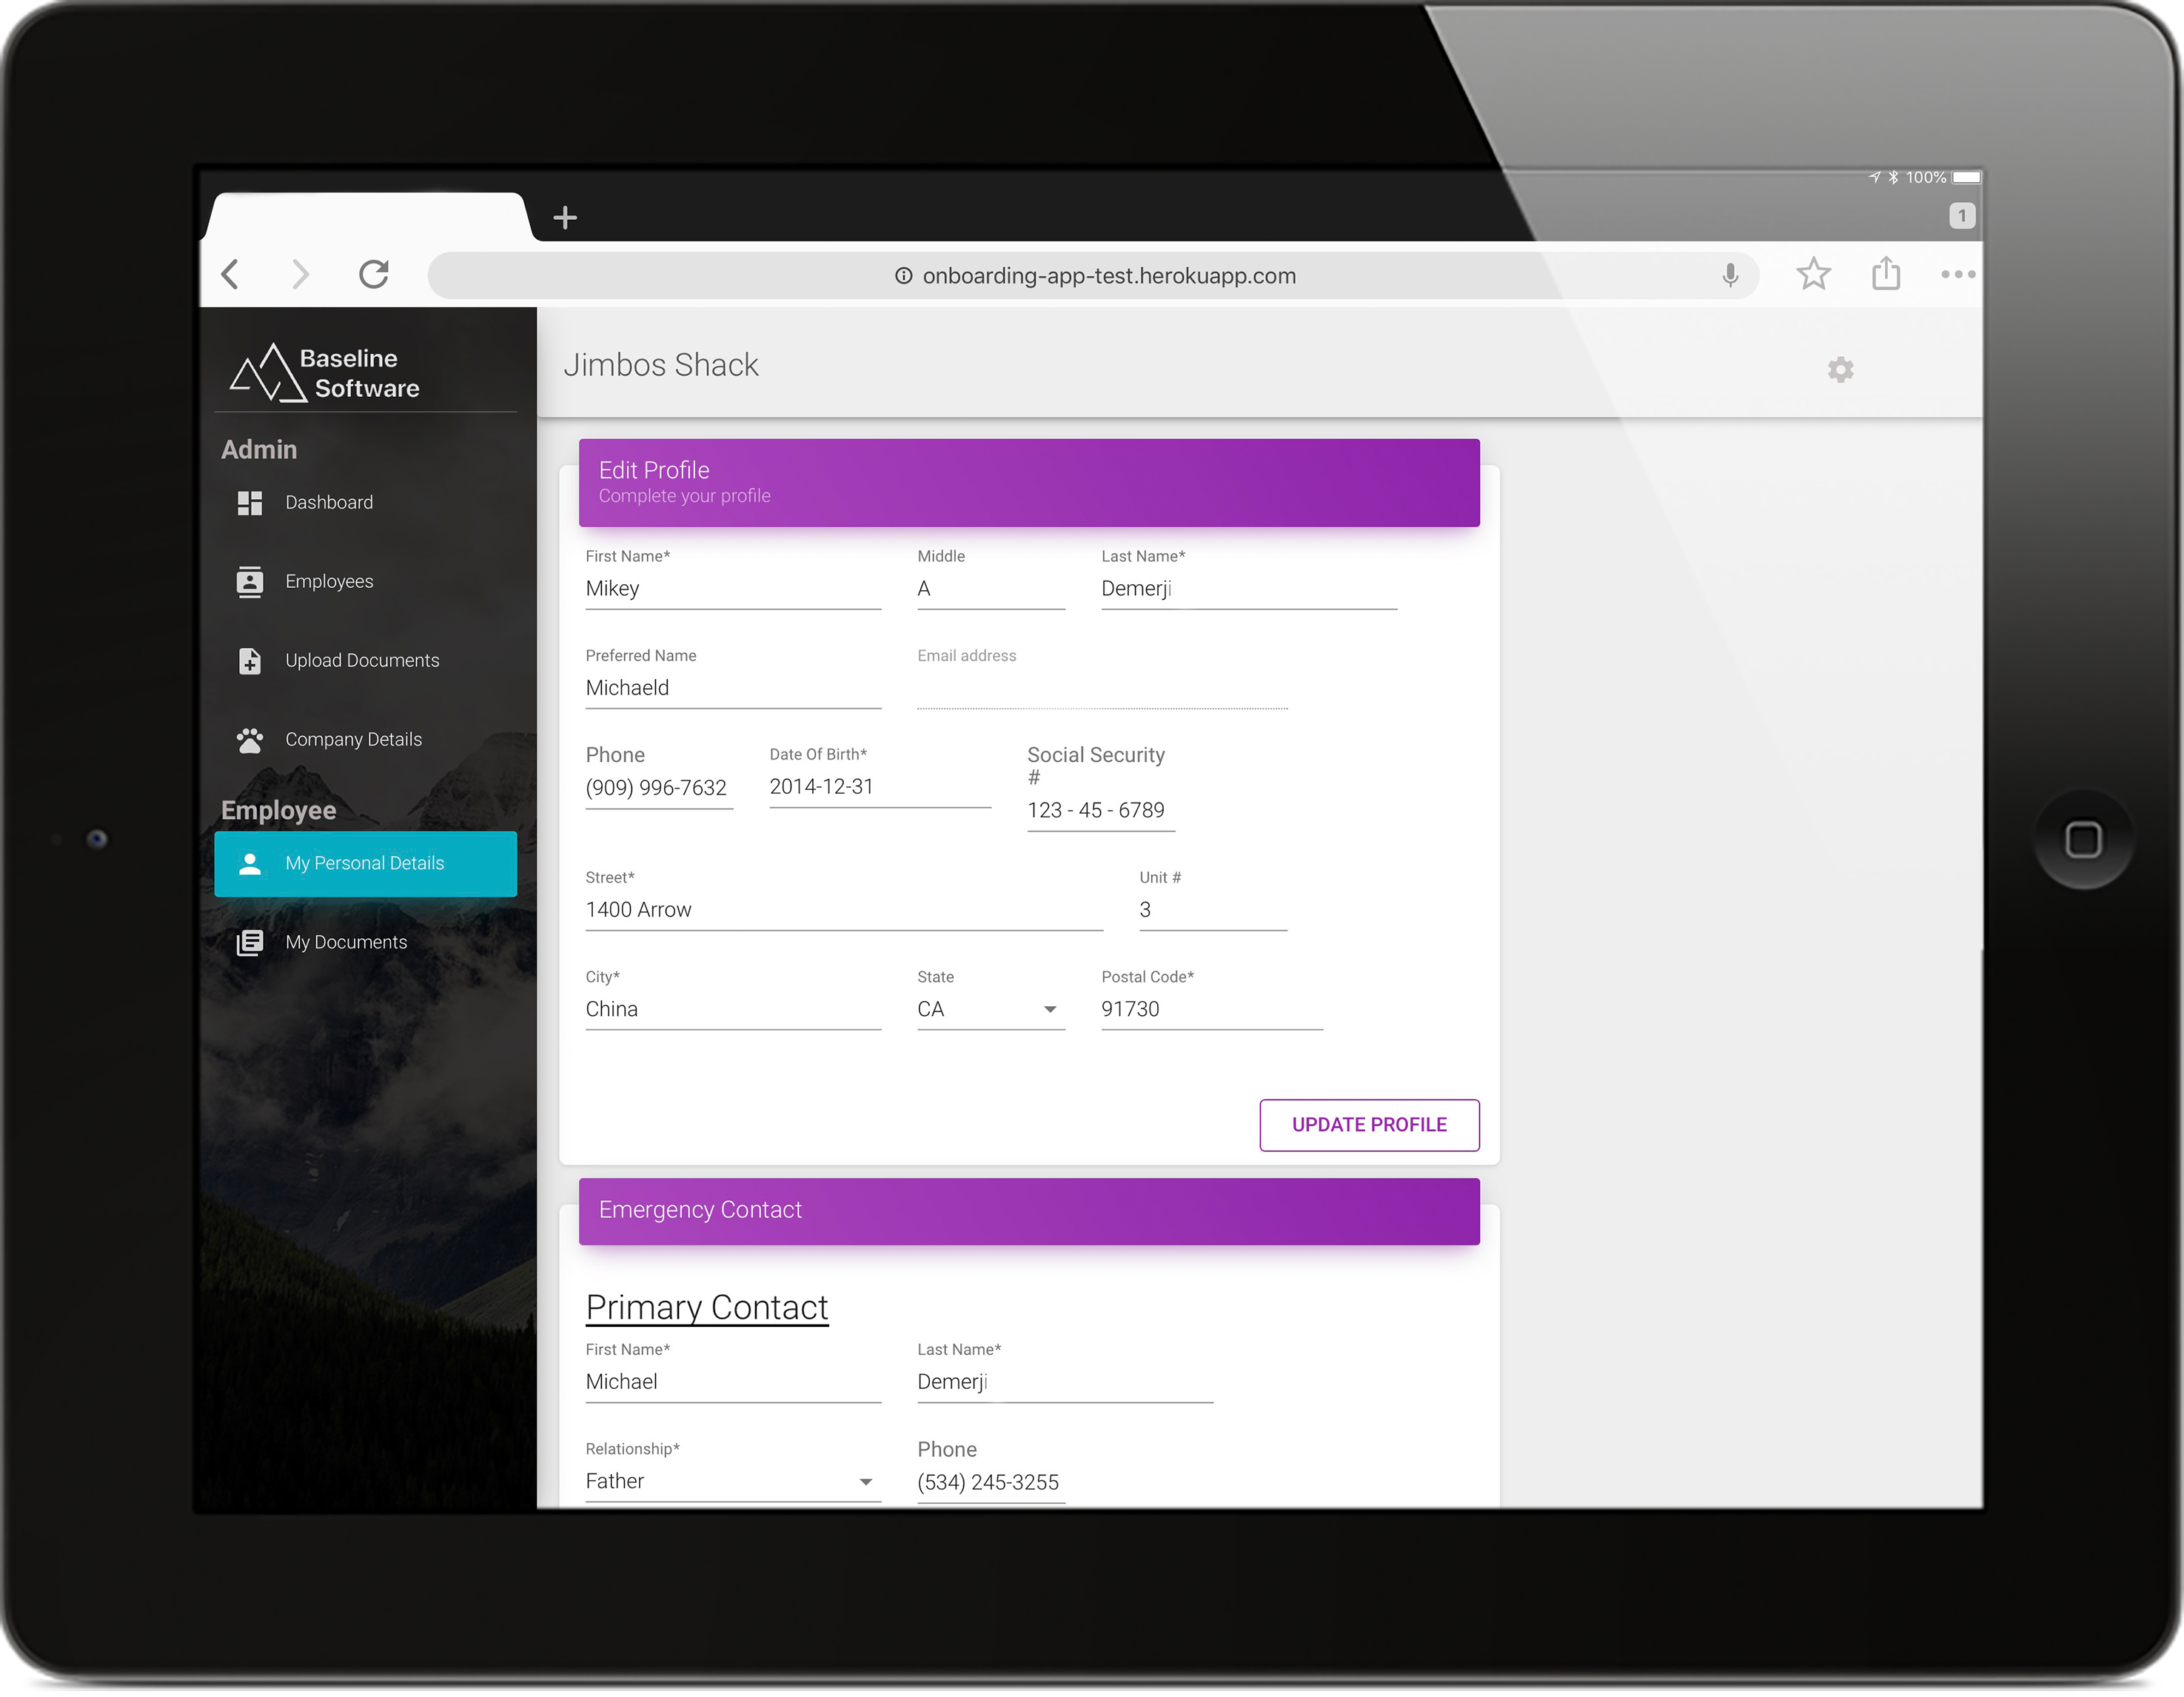 100%
1
onboarding-app-test.herokuapp.com
Baseline
Software
Jimbos Shack
Admin
Dashboard
Employees
Upload Documents
Company Details
Employee
My Personal Details
My Documents
Edit Profile
Complete your profile
First Name*
Middle
Last Name*
Mikey
A
Demerji
Preferred Name
Email address
Michaeld
Phone
Date Of Birth*
Social Security
#
(909) 996-7632
2014-12-31
123 - 45 - 6789
Street*
Unit #
1400 Arrow
3
City*
State
Postal Code*
China
CA
91730
UPDATE PROFILE
Emergency Contact
Primary Contact
First Name*
Last Name*
Michael
Demerji
Relationship*
Phone
Father
(534) 245-3255